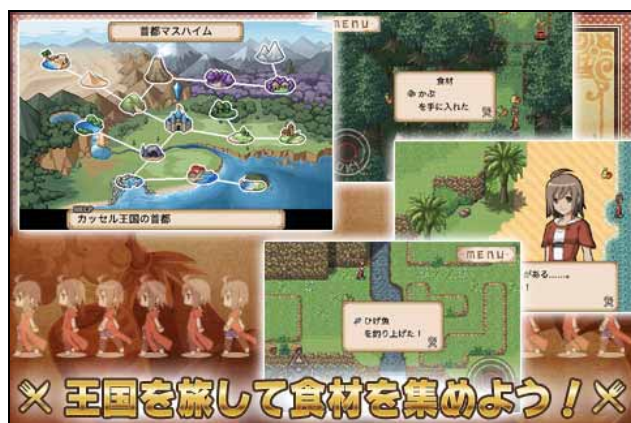 首都マスハイム
カッセル王国の首都
MENU
食材
かぶ
を手に入れた
がある……。
!
MENU
ひげ魚
を釣り上げた!
王国を旅して食材を集めよう!